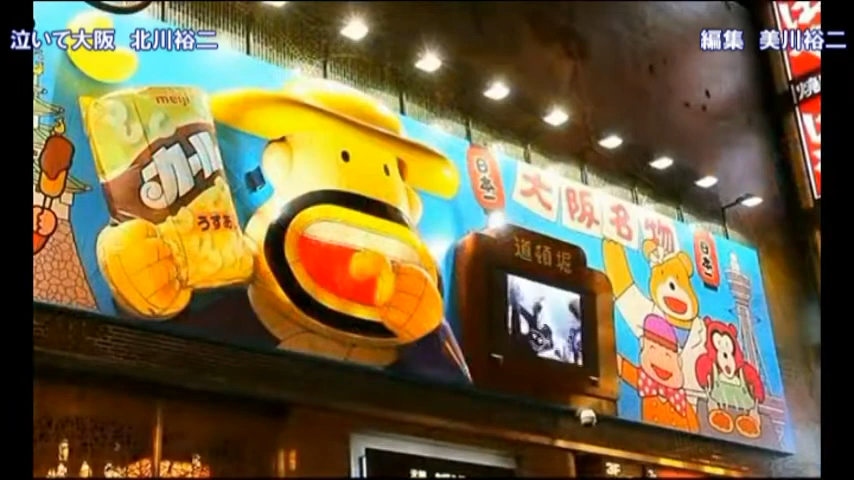 泣いて大阪 北川裕二
編集 美川裕二
meiji
カール
うすあ
日本一
大阪名物
日本一
道頓堀